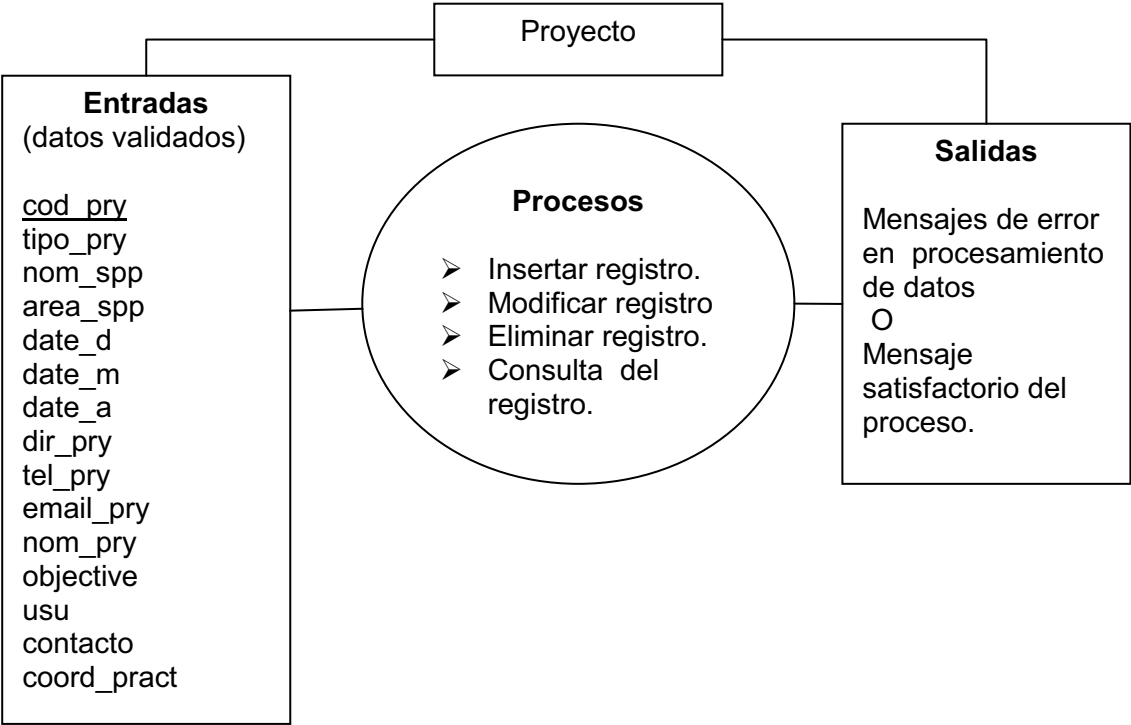 Proyecto
Entradas
(datos validados)
cod_pry
tipo_pry
nom_spp
area_spp
date_d
date_m
date_a
dir_pry
tel_pry
email_pry
nom_pry
objective
usu
contacto
coord_pract
Procesos
➢ Insertar registro.
➢ Modificar registro
➢ Eliminar registro.
➢ Consulta del
registro.
Salidas
Mensajes de error
en procesamiento
de datos
O
Mensaje
satisfactorio del
proceso.